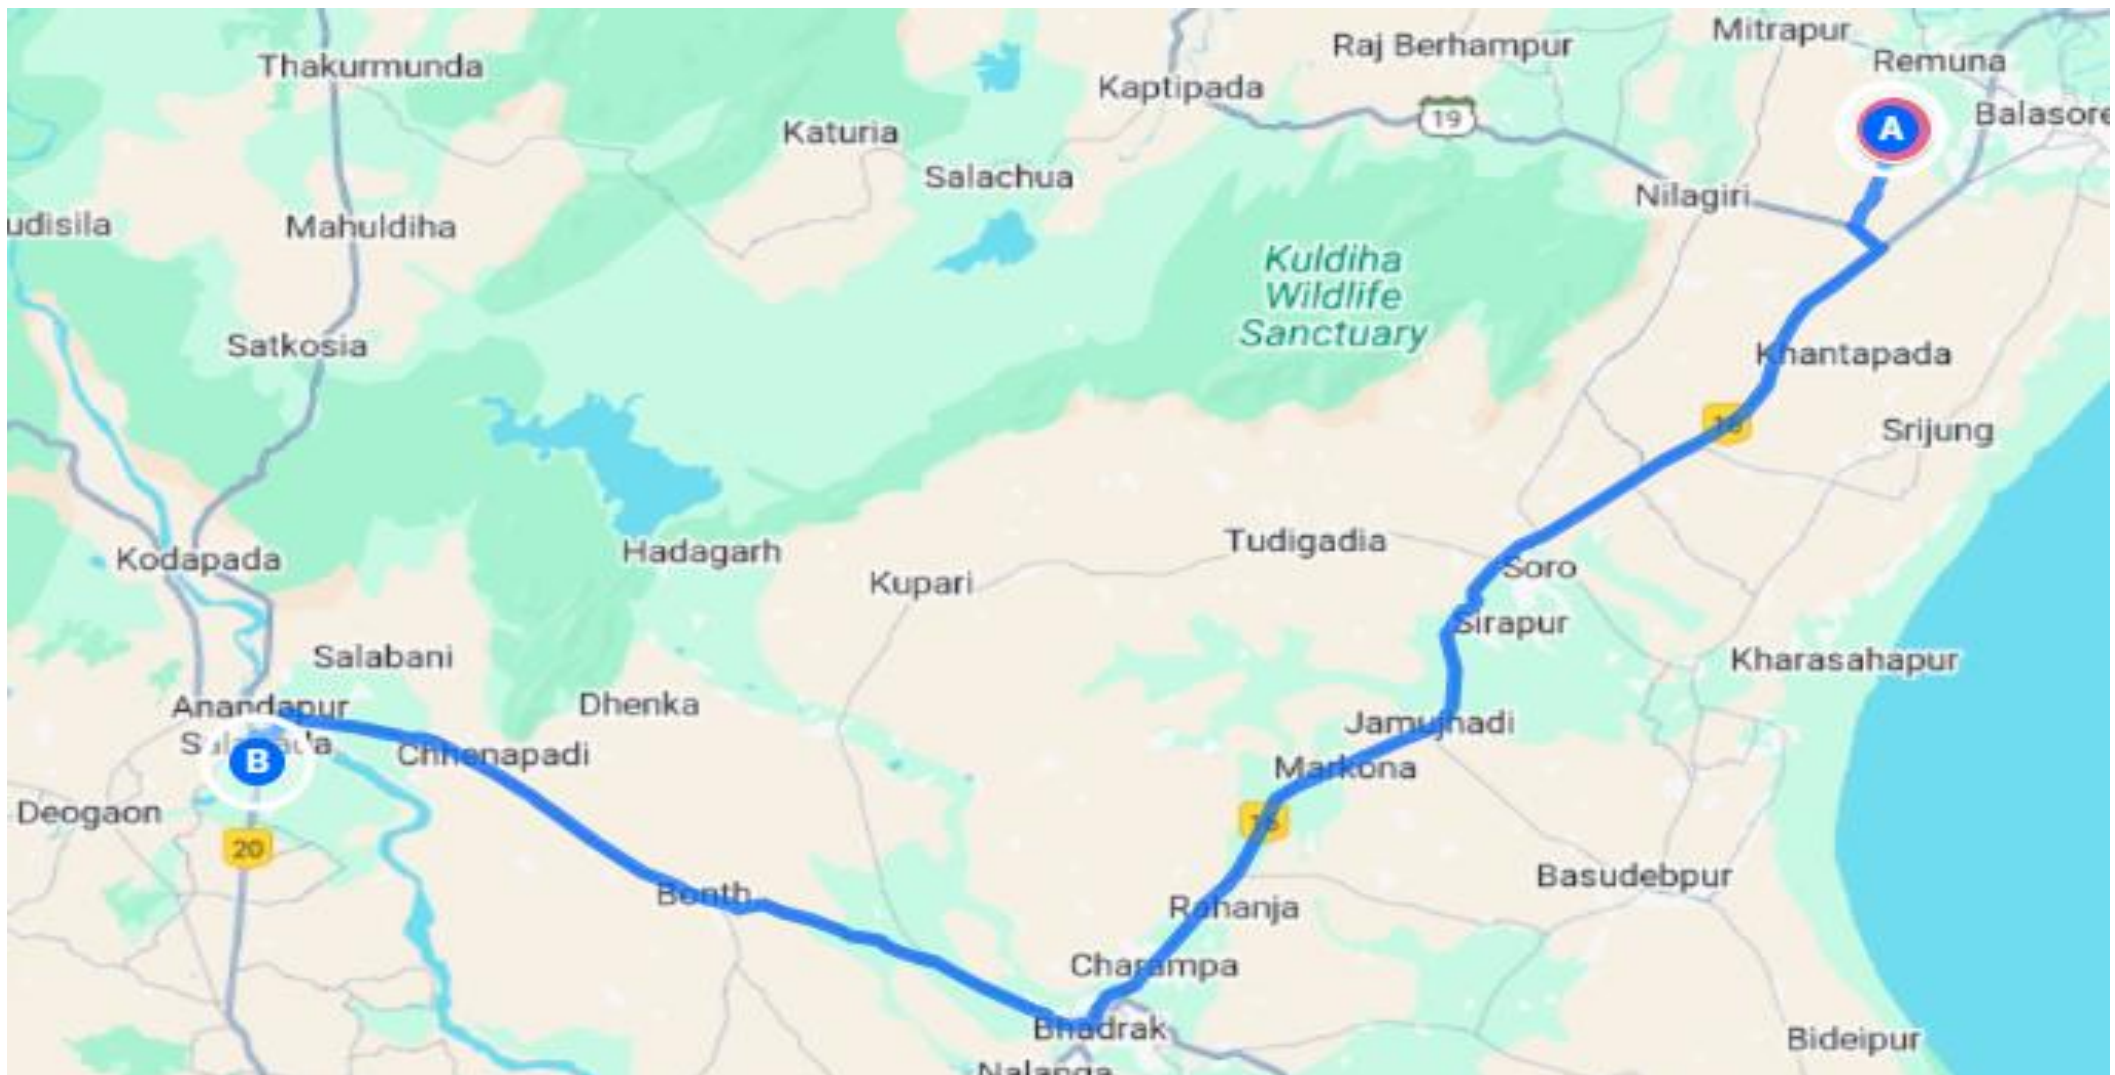 Mitrapur
Raj Berhampur
Remuna
Thakurmunda
Kaptipada
Balasore
19
A
Katuria
Salachua
Nilagiri
udisila
Mahuldiha
Kuldiha
Wildlife
Sanctuary
Satkosia
Khantapada
Srijung
Tudigadia
Hadagarh
Kodapada
Soro
Kupari
Sirapur
Salabani
Kharasahapur
Anandapur
Dhenka
Jamujhadi
Chhenapadi
B
Markona
Deogaon
20
Basudebpur
Bonth
Rahanja
Charampa
Bhadrak
Bideipur
Nalanga